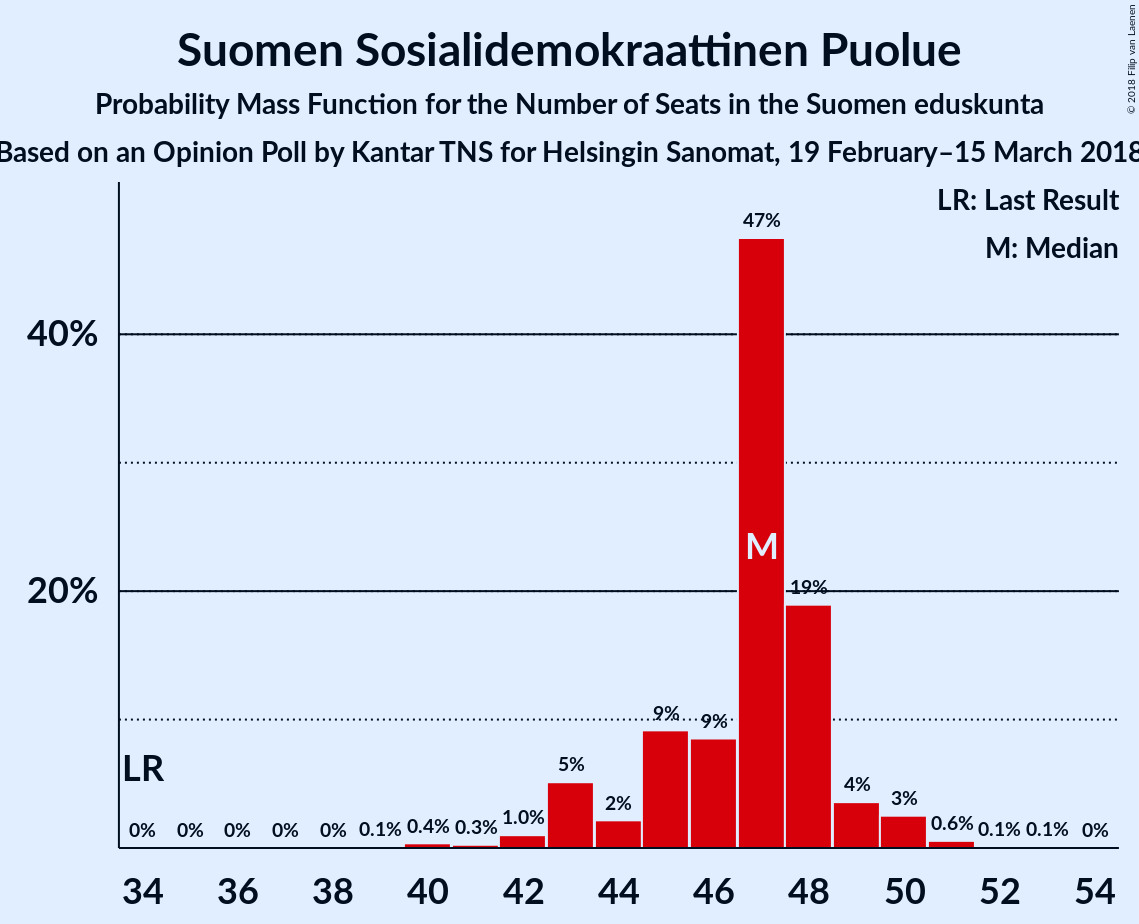 Suomen Sosialidemokraattinen Puolue
Probability Mass Function for the Number of Seats in the Suomen eduskunta
Based on an Opinion Poll by Kantar TNS for Helsingin Sanomat, 19 February–15 March 2018
© 2018 Filip van Laenen
LR: Last Result
M: Median
47%
40%
M
20%
19%
9%
9%
LR
5%
4%
2%
3%
0% 0% 0% 0% 0% 0.1% 0.4% 0.3% 1.0% 0.6% 0.1% 0.1% 0%
34 36 38 40 42 44 46 48 50 52 54